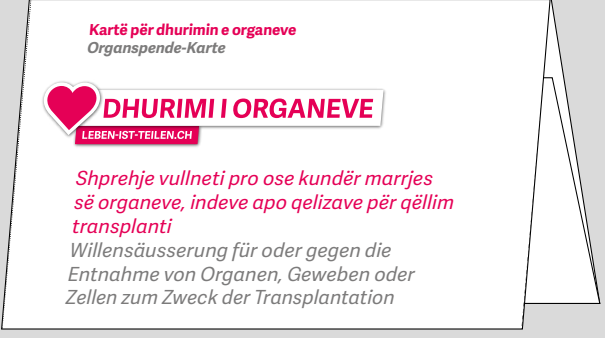 Kartë për dhurimin e organeve
Organspende-Karte
DHURIMI I ORGANEVE
LEBEN-IST-TEILEN.CH
Shprehje vullneti pro ose kundër marrjes
së organeve, indeve apo qelizave për qëllim
transplanti
Willensäusserung für oder gegen die
Entnahme von Organen, Geweben oder
Zellen zum Zweck der Transplantation